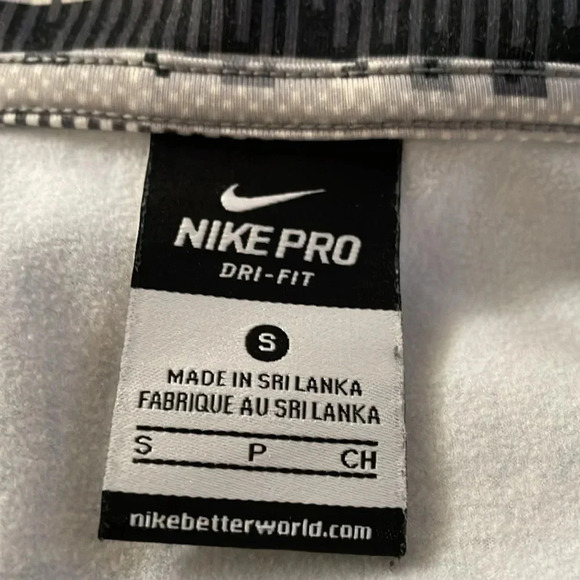 NIKE PRO
DRI-FIT
S
MADE IN SRI LANKA
FABRIQUE AU SRI LANKA
S P CH
nikebetterworld.com